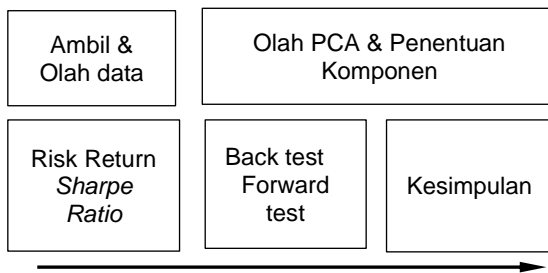 Ambil &
Olah data
Olah PCA & Penentuan
Komponen
Risk Return
Sharpe
Ratio
Back test
Forward
test
Kesimpulan